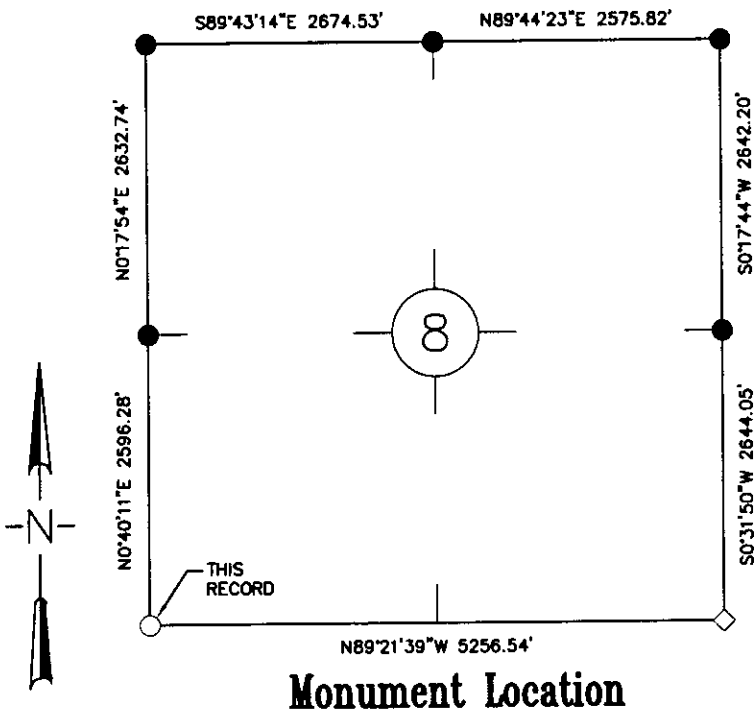 S89°43'14"E 2674.53'
N89°44'23"E 2575.82'
N0°17'54"E 2632.74'
S0°17'44"W 2642.20'
8
N0°40'11"E 2596.28'
S0°31'50"W 2644.05'
N
THIS
RECORD
N89°21'39"W 5256.54'
Monument Location